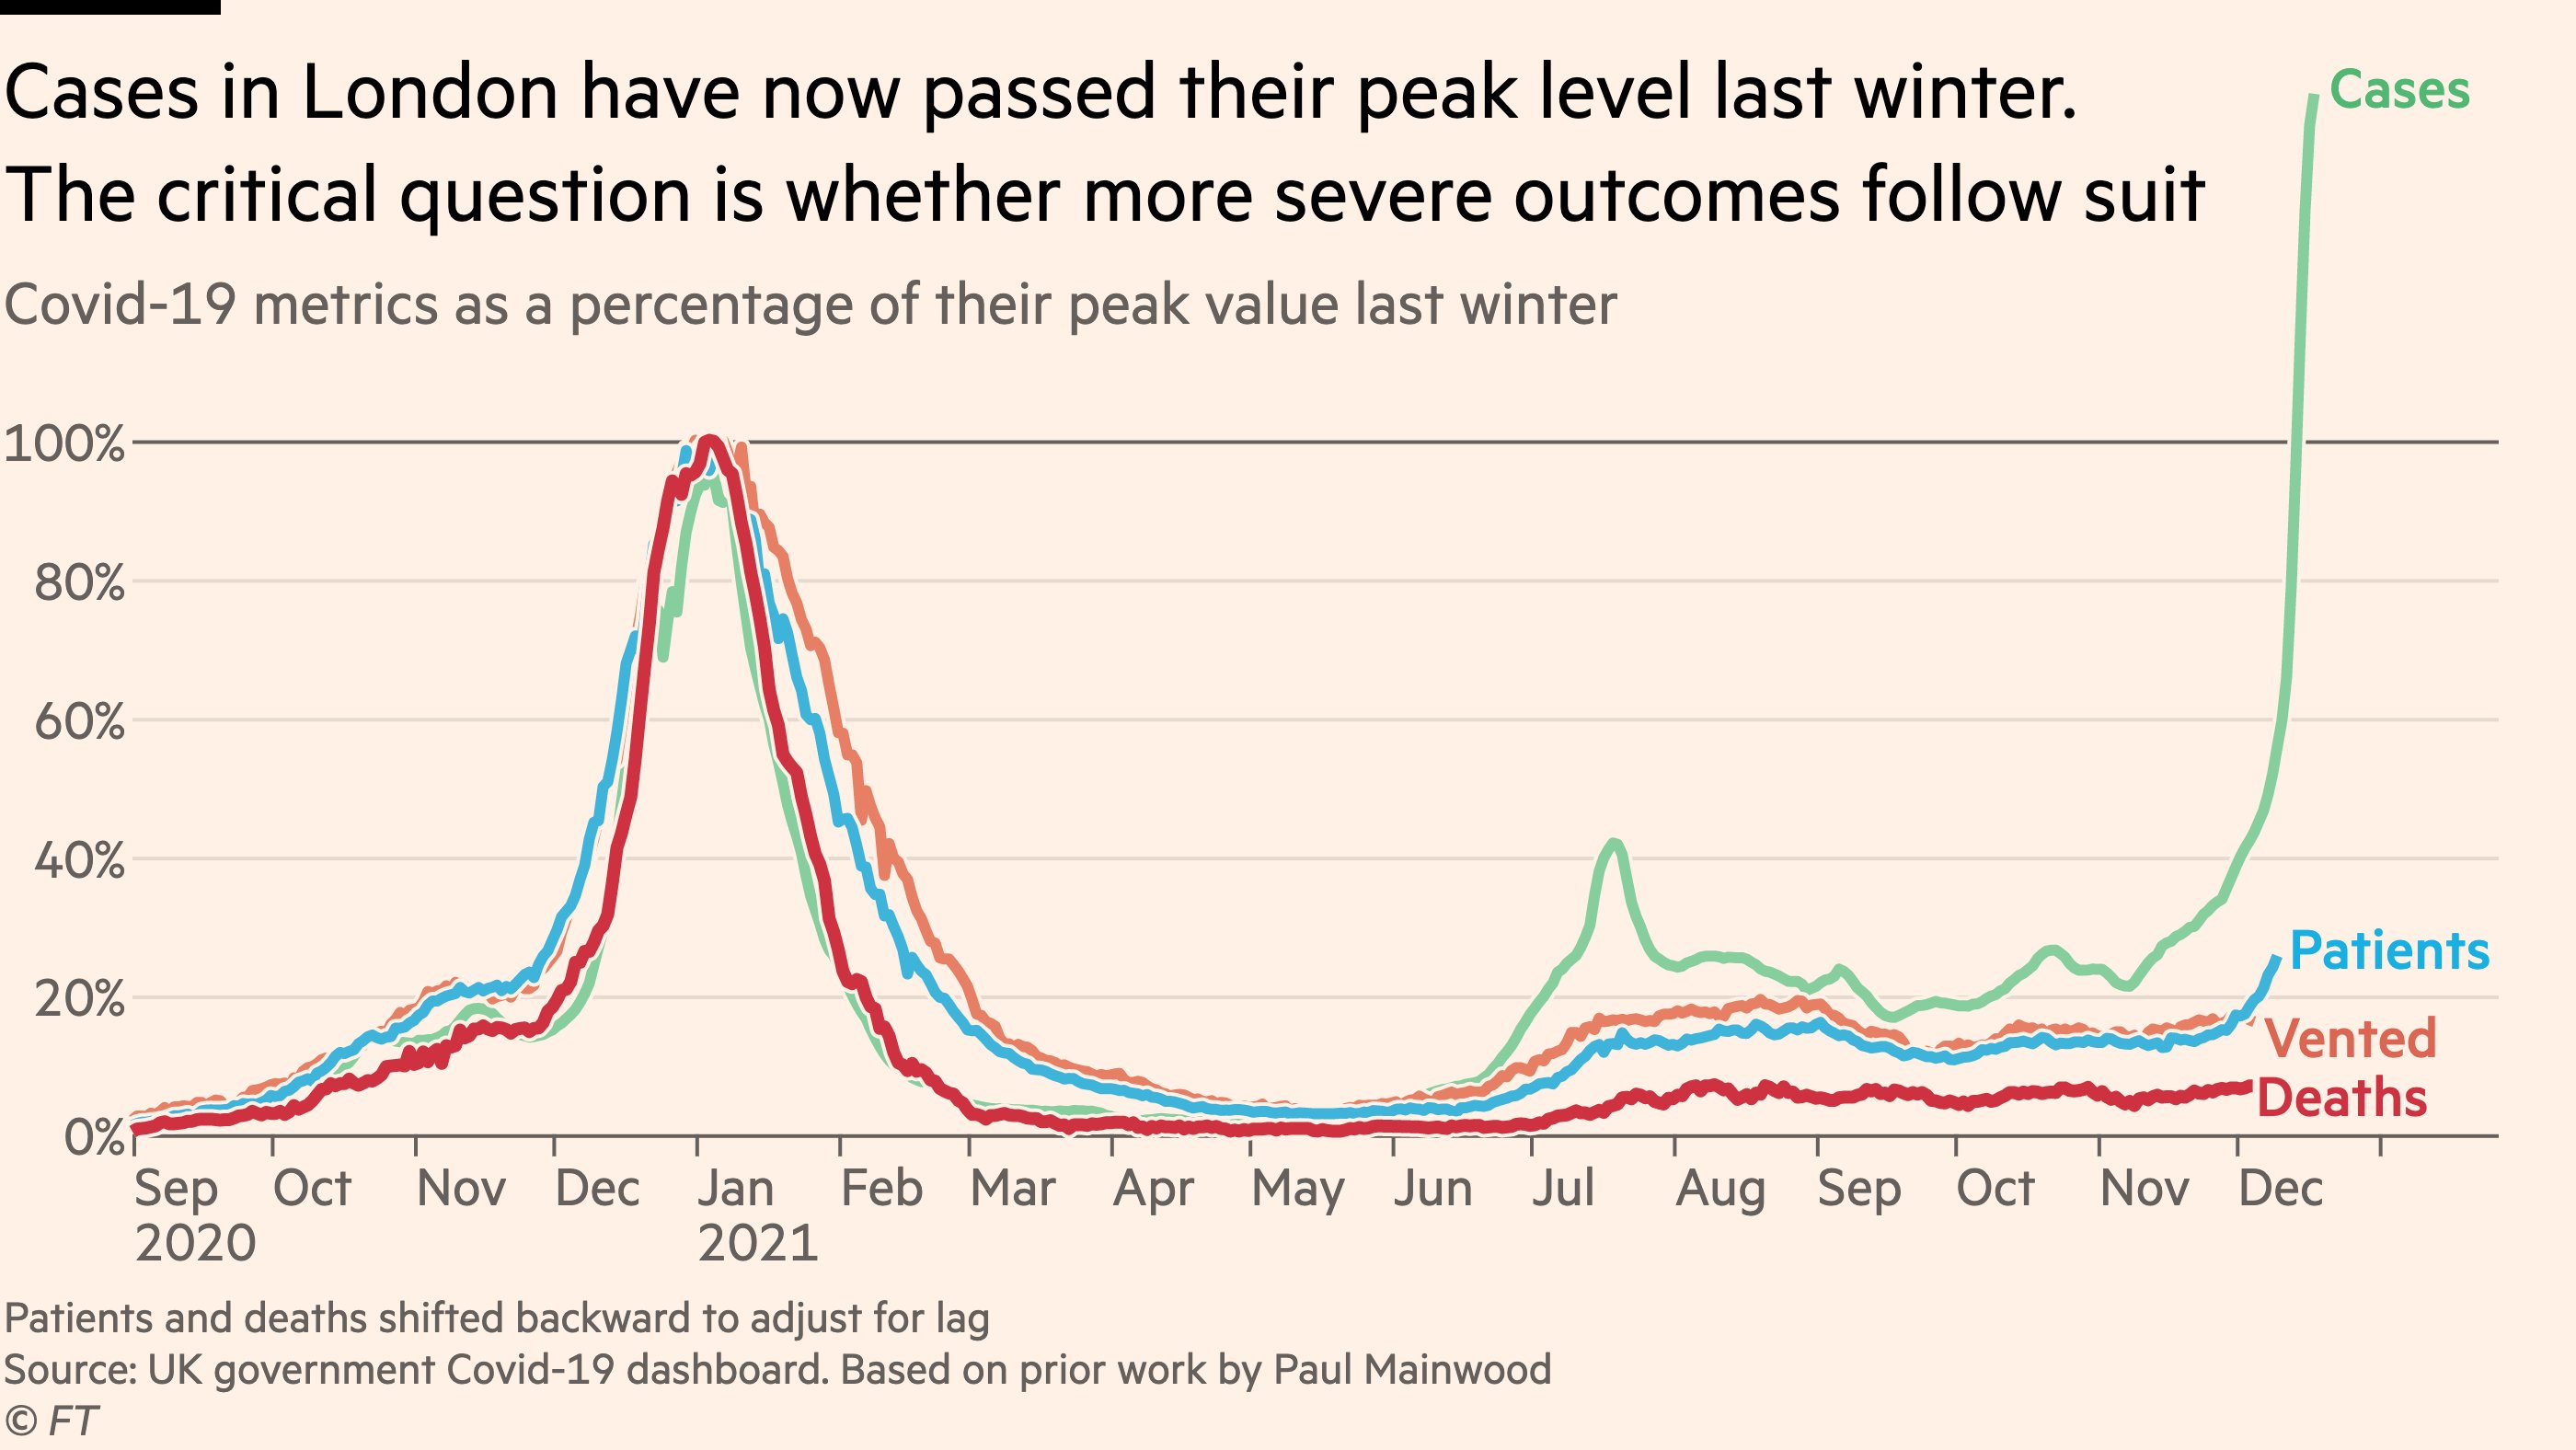 Cases in London have now passed their peak level last winter.
The critical question is whether more severe outcomes follow suit
Covid-19 metrics as a percentage of their peak value last winter
Cases
100%
80%
60%
40%
20%
0%
Patients
Vented
Deaths
Sep Oct Nov Dec Jan Feb Mar Apr May Jun Jul Aug Sep Oct Nov Dec
2020 2021
Patients and deaths shifted backward to adjust for lag
Source: UK government Covid-19 dashboard. Based on prior work by Paul Mainwood
© FT